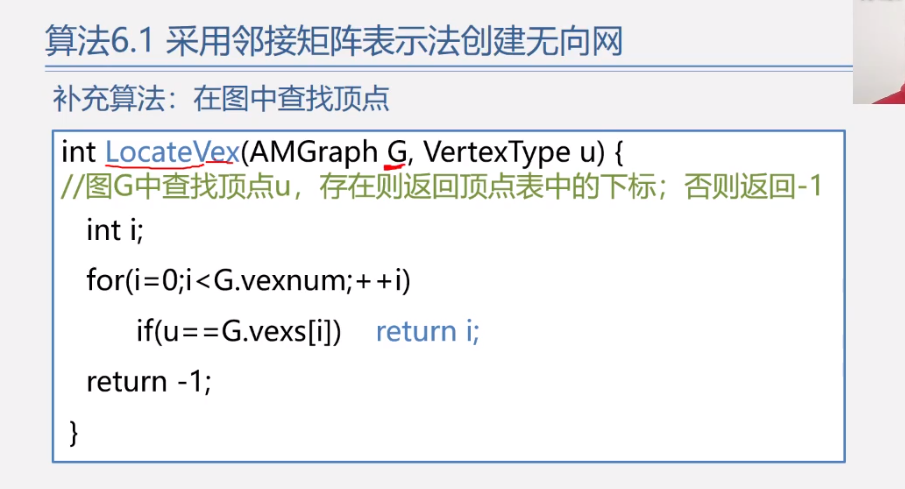 算法6.1 采用邻接矩阵表示法创建无向网
补充算法：在图中查找顶点
int LocateVex(AMGraph G, VertexType u) {
//图G中查找顶点u，存在则返回顶点表中的下标；否则返回-1
int i;
for(i=0;i<G.vexnum;++i)
if(u==G.vexs[i]) return i;
return -1;
}